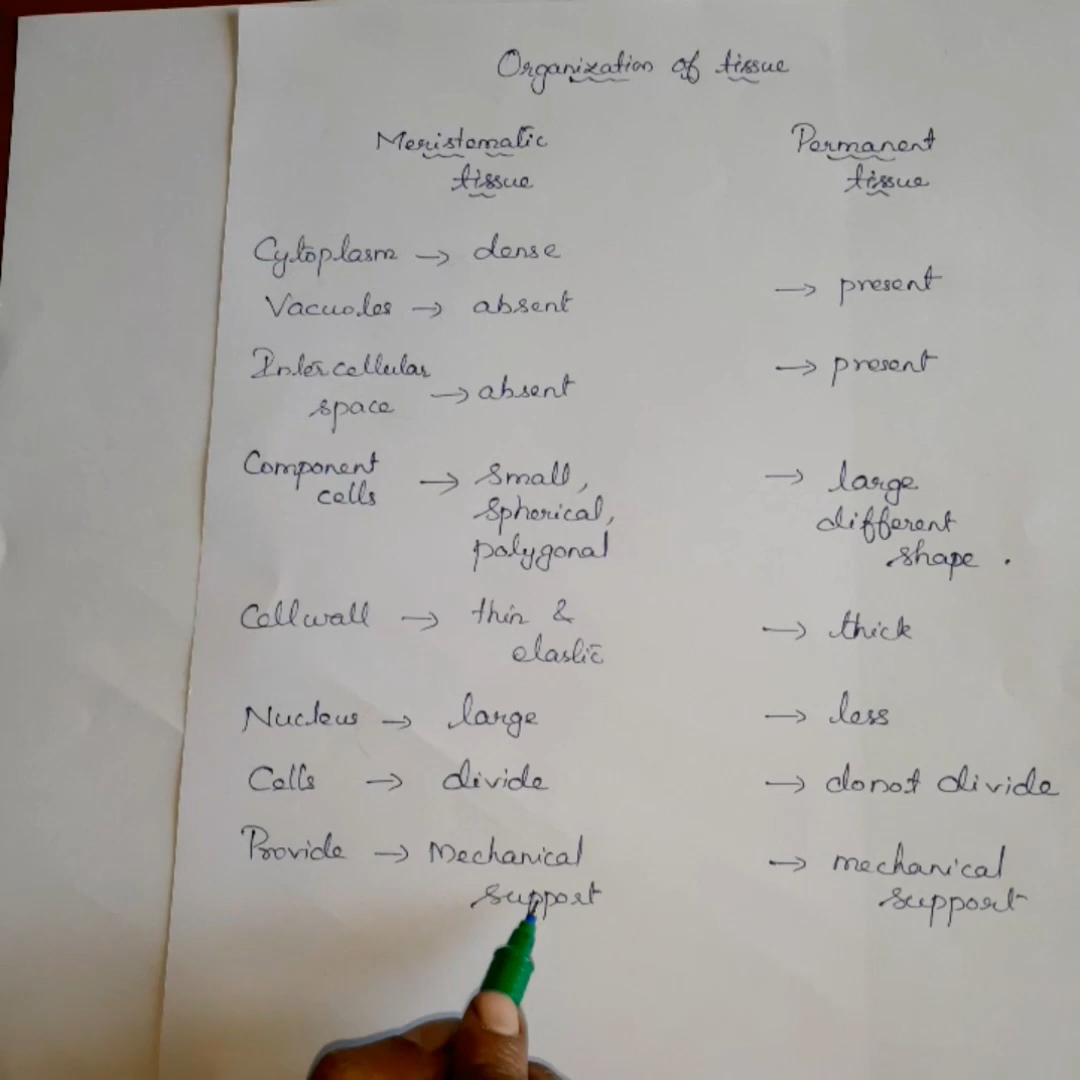 Organization of tissue
Meristematic
tissue
Permanent
tissue
Cytoplasm → dense
Vacuoles → absent
→ present
Intercellular
space → absent
→ present
Component
cells → small,
spherical,
polygonal
→ large
different
shape .
Cellwall → thin &
elastic
→ thick
Nucleus → large
→ less
Cells → divide
→ donot divide
Provide → Mechanical
support
→ mechanical
support